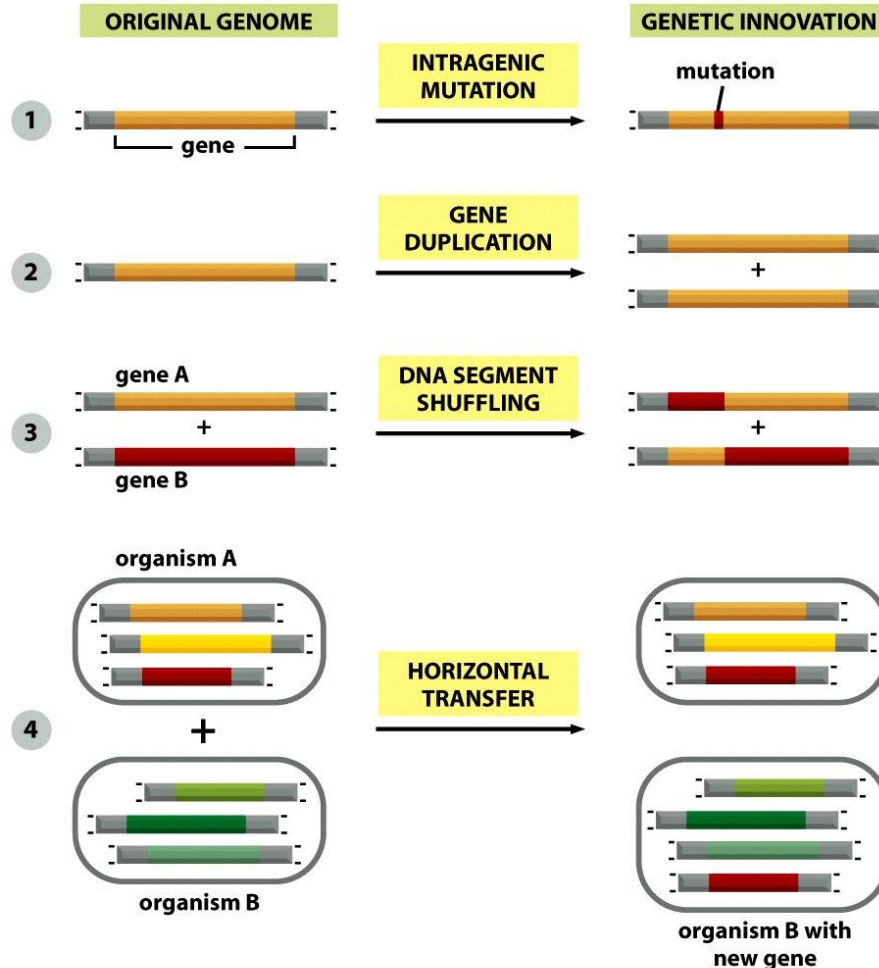 ORIGINAL GENOME
GENETIC INNOVATION
INTRAGENIC
MUTATION
mutation
1
gene
GENE
DUPLICATION
2
+
gene A
DNA SEGMENT
SHUFFLING
3
+
+
gene B
organism A
HORIZONTAL
TRANSFER
4
+
organism B
organism B with
new gene